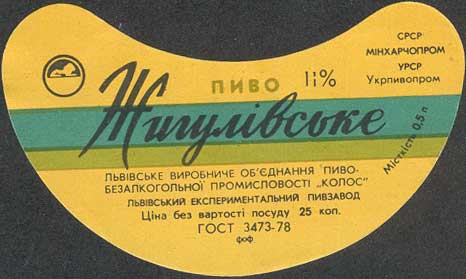 СРСР
МІНХАРЧОПРОМ
УРСР
Укрпивопром
ПИВО 11%
Жигулівське
Місткість 0,5 л
ЛЬВІВСЬКЕ ВИРОБНИЧЕ ОБ'ЄДНАННЯ ПИВО-
БЕЗАЛКОГОЛЬНОЇ ПРОМИСЛОВОСТІ „КОЛОС"
ЛЬВІВСЬКИЙ ЕКСПЕРИМЕНТАЛЬНИЙ ПИВЗАВОД
Ціна без вартості посуду 25 коп.
ГОСТ 3473-78
фоф